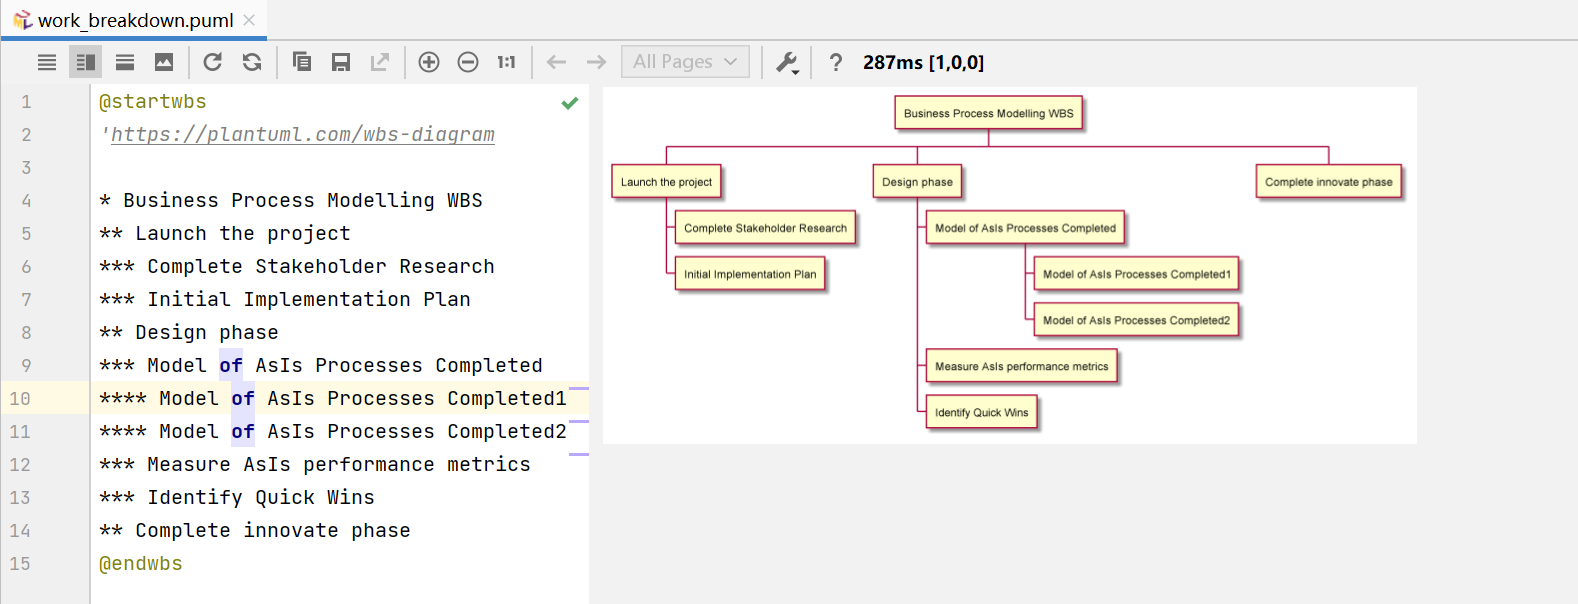 work_breakdown.puml
1:1
All Pages
? 287ms [1,0,0]
1 @startwbs
2 'https://plantuml.com/wbs-diagram
3
4 * Business Process Modelling WBS
5 ** Launch the project
6 *** Complete Stakeholder Research
7 *** Initial Implementation Plan
8 ** Design phase
9 *** Model of AsIs Processes Completed
10 **** Model of AsIs Processes Completed1
11 **** Model of AsIs Processes Completed2
12 *** Measure AsIs performance metrics
13 *** Identify Quick Wins
14 ** Complete innovate phase
15 @endwbs
Business Process Modelling WBS
Launch the project
Design phase
Complete innovate phase
Complete Stakeholder Research
Initial Implementation Plan
Model of AsIs Processes Completed
Model of AsIs Processes Completed1
Model of AsIs Processes Completed2
Measure AsIs performance metrics
Identify Quick Wins